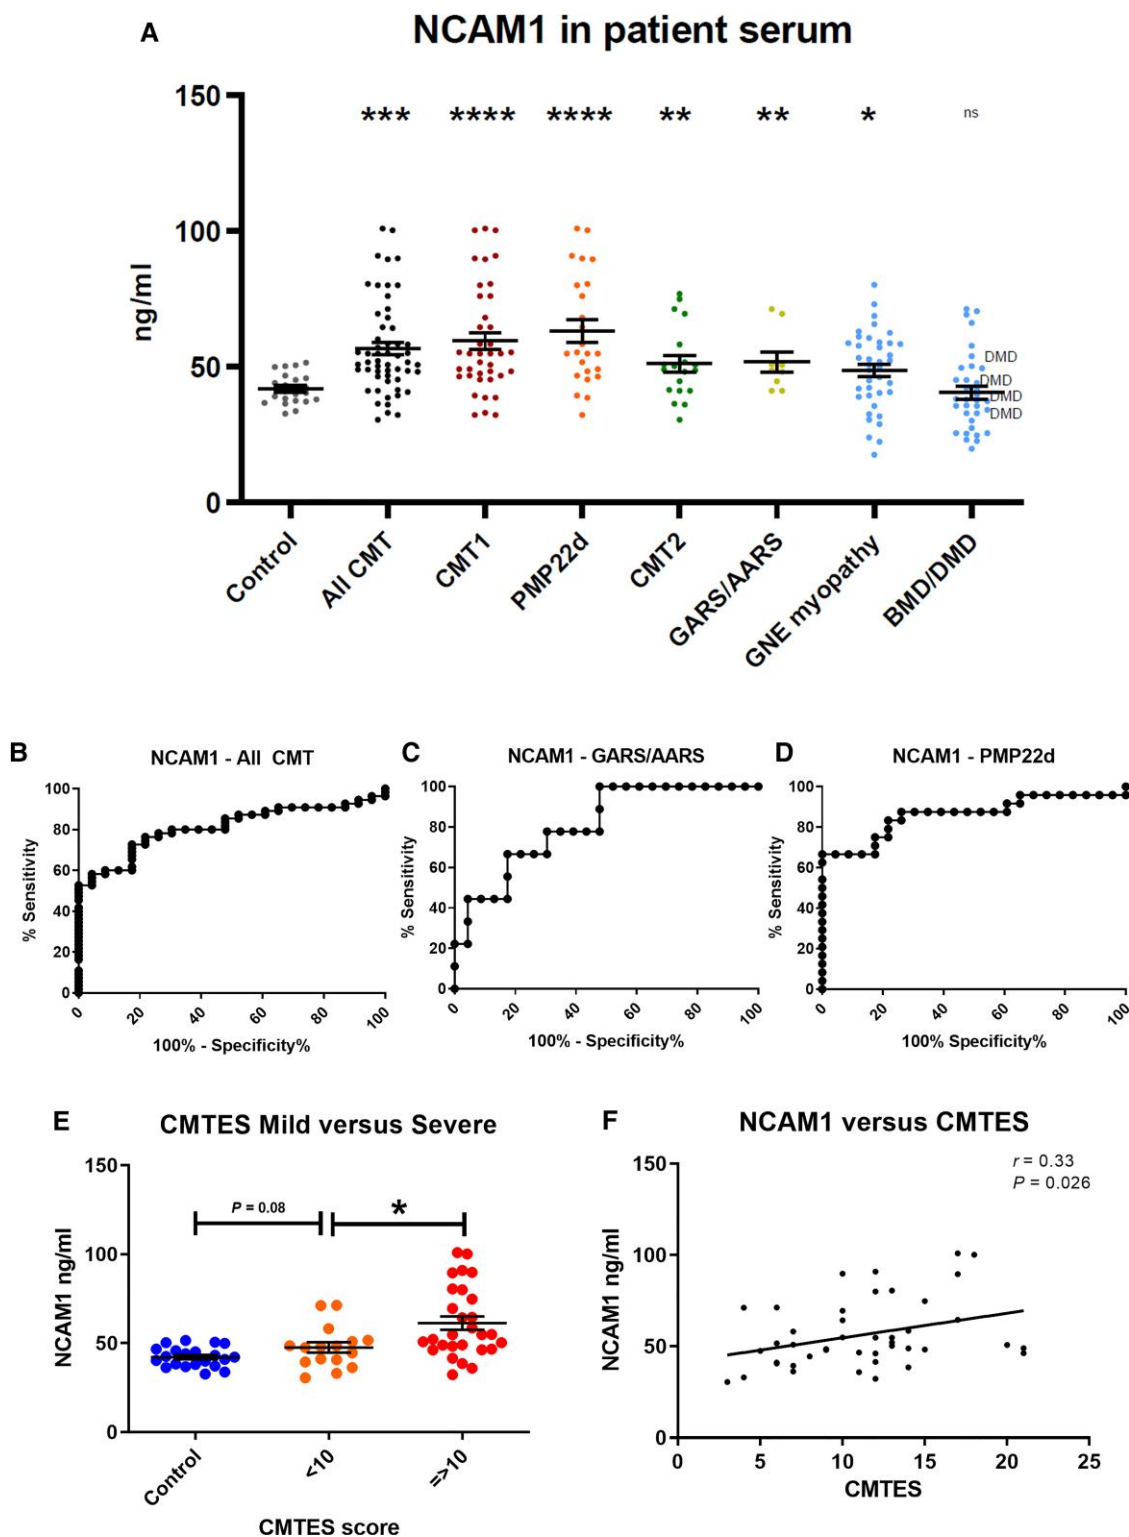 A
NCAM1 in patient serum
*** **** **** ** ** * ns
150
100
50
0
ng/ml
DMD
DMD
DMD
DMD
Control All CMT CMT1 PMP22d CMT2 GARS/AARS GNE myopathy BMD/DMD
B
NCAM1 - All CMT
100
80
60
40
20
0
% Sensitivity
0 20 40 60 80 100
100% - Specificity%
C
NCAM1 - GARS/AARS
100
80
60
40
20
0
% Sensitivity
0 20 40 60 80 100
100% - Specificity%
D
NCAM1 - PMP22d
100
80
60
40
20
0
% Sensitivity
0 20 40 60 80 100
100% Specificity%
E
CMTES Mild versus Severe
150
100
50
0
NCAM1 ng/ml
P = 0.08
*
Control <10 =>10
CMTES score
F
NCAM1 versus CMTES
r = 0.33
P = 0.026
150
100
50
0
NCAM1 ng/ml
0 5 10 15 20 25
CMTES